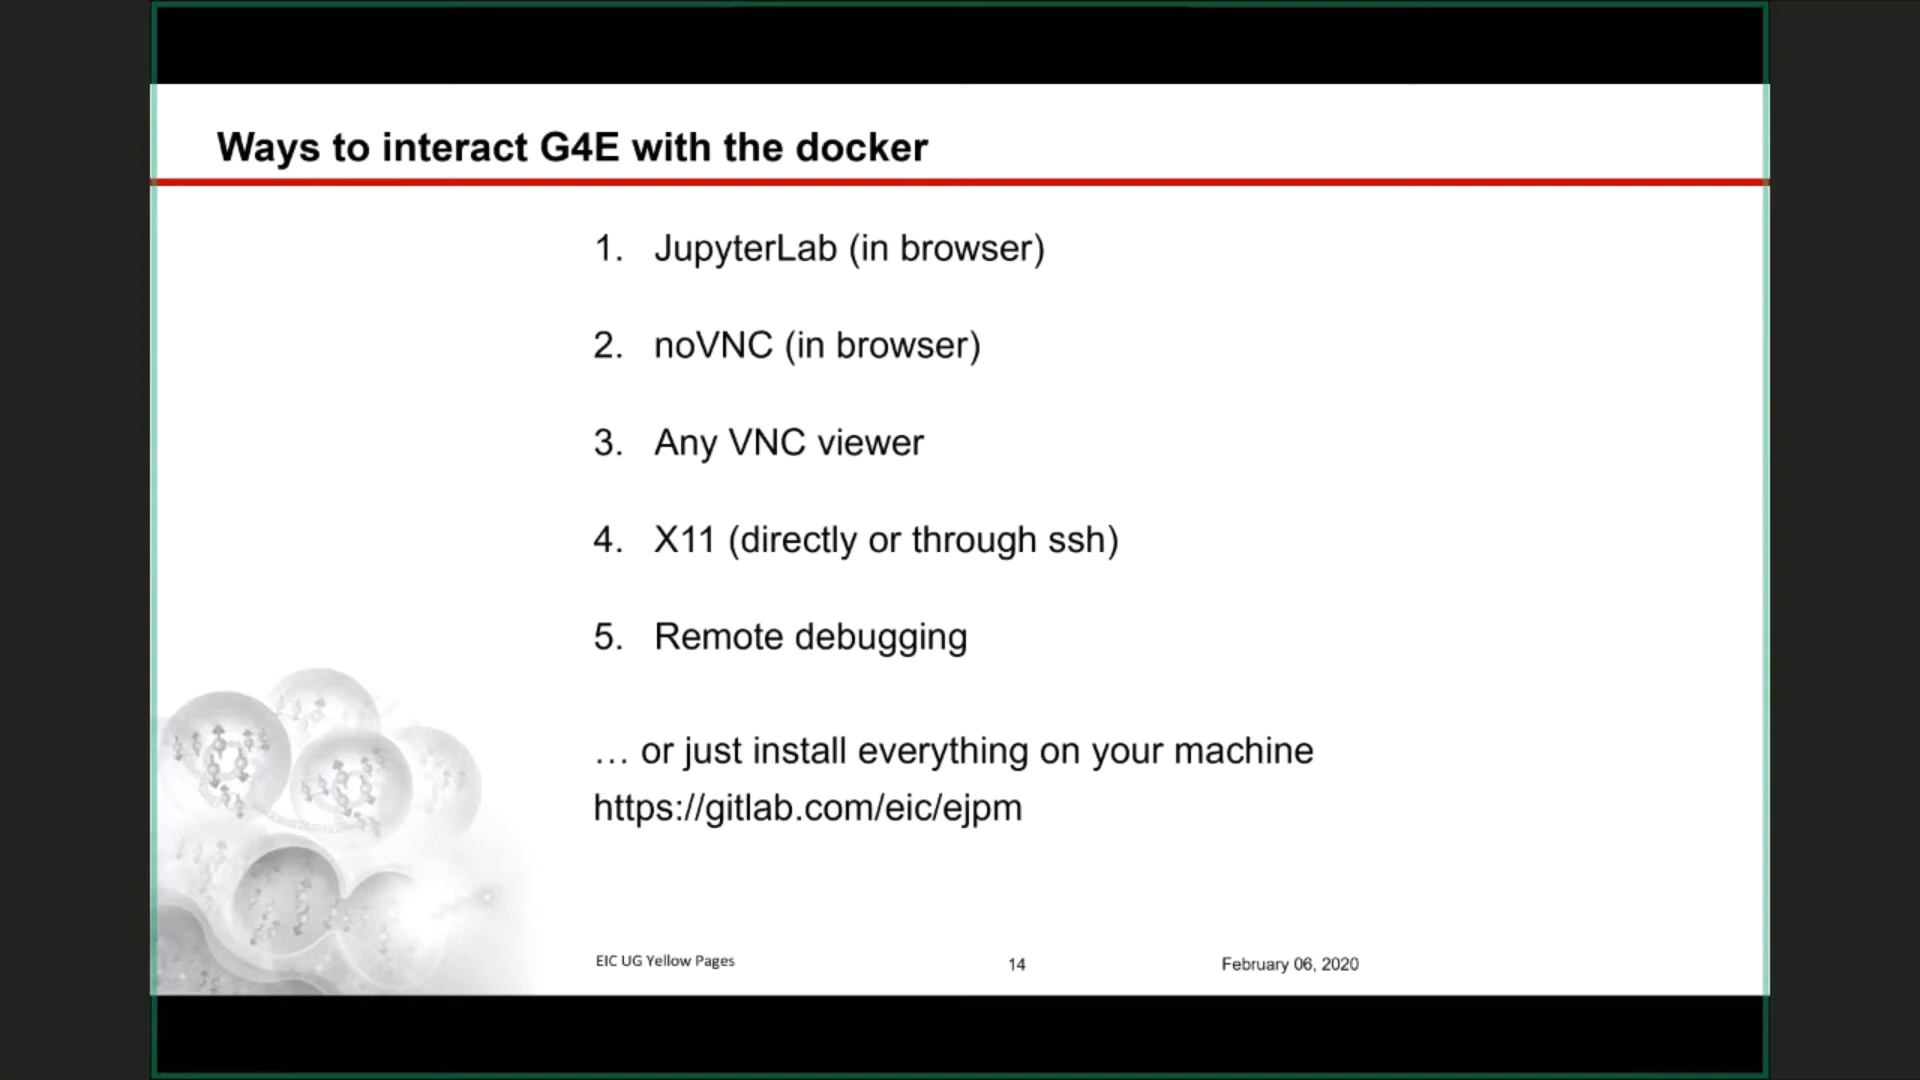 Ways to interact G4E with the docker
1. JupyterLab (in browser)
2. noVNC (in browser)
3. Any VNC viewer
4. X11 (directly or through ssh)
5. Remote debugging
… or just install everything on your machine
https://gitlab.com/eic/ejpm
EIC UG Yellow Pages
14
February 06, 2020